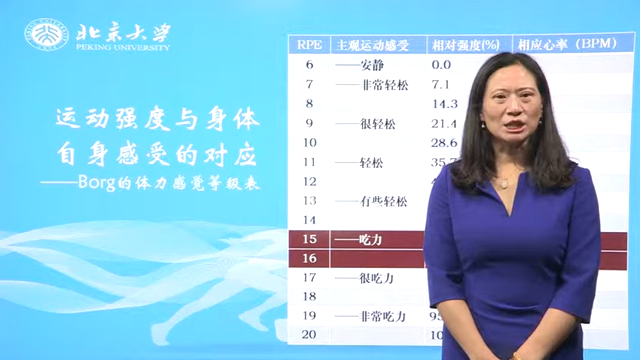 北京大学
PEKING UNIVERSITY
运动强度与身体
自身感受的对应
——Borg的体力感觉等级表
RPE 主观运动感受 相对强度(%) 相应心率（BPM）
6 ——安静 0.0
7 ——非常轻松 7.1
8 14.3
9 ——很轻松 21.4
10 28.6
11 ——轻松
12
13 ——有些轻松
14
15 ——吃力
16
17 ——很吃力
18
19 ——非常吃力
20